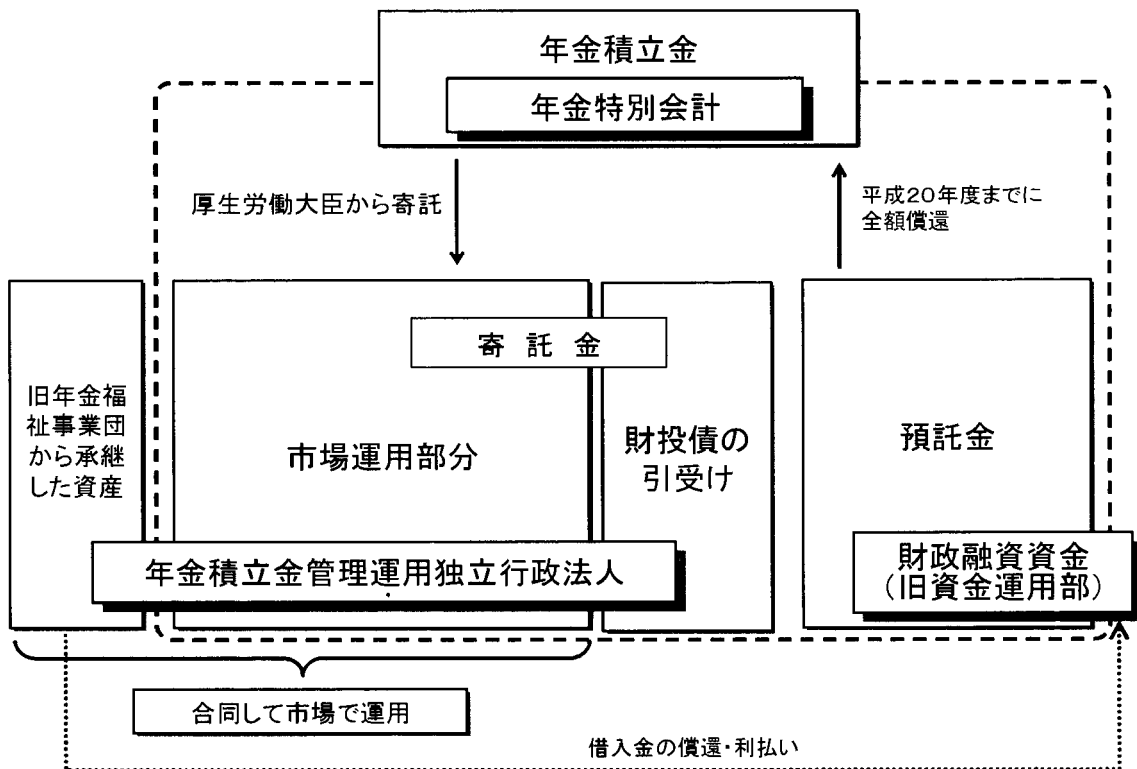 年金積立金
年金特別会計
厚生労働大臣から寄託
平成20年度までに
全額償還
旧年金福
祉事業団
から承継
した資産
寄託金
市場運用部分
財投債の
引受け
預託金
年金積立金管理運用独立行政法人
財政融資資金
(旧資金運用部)
合同して市場で運用
借入金の償還・利払い